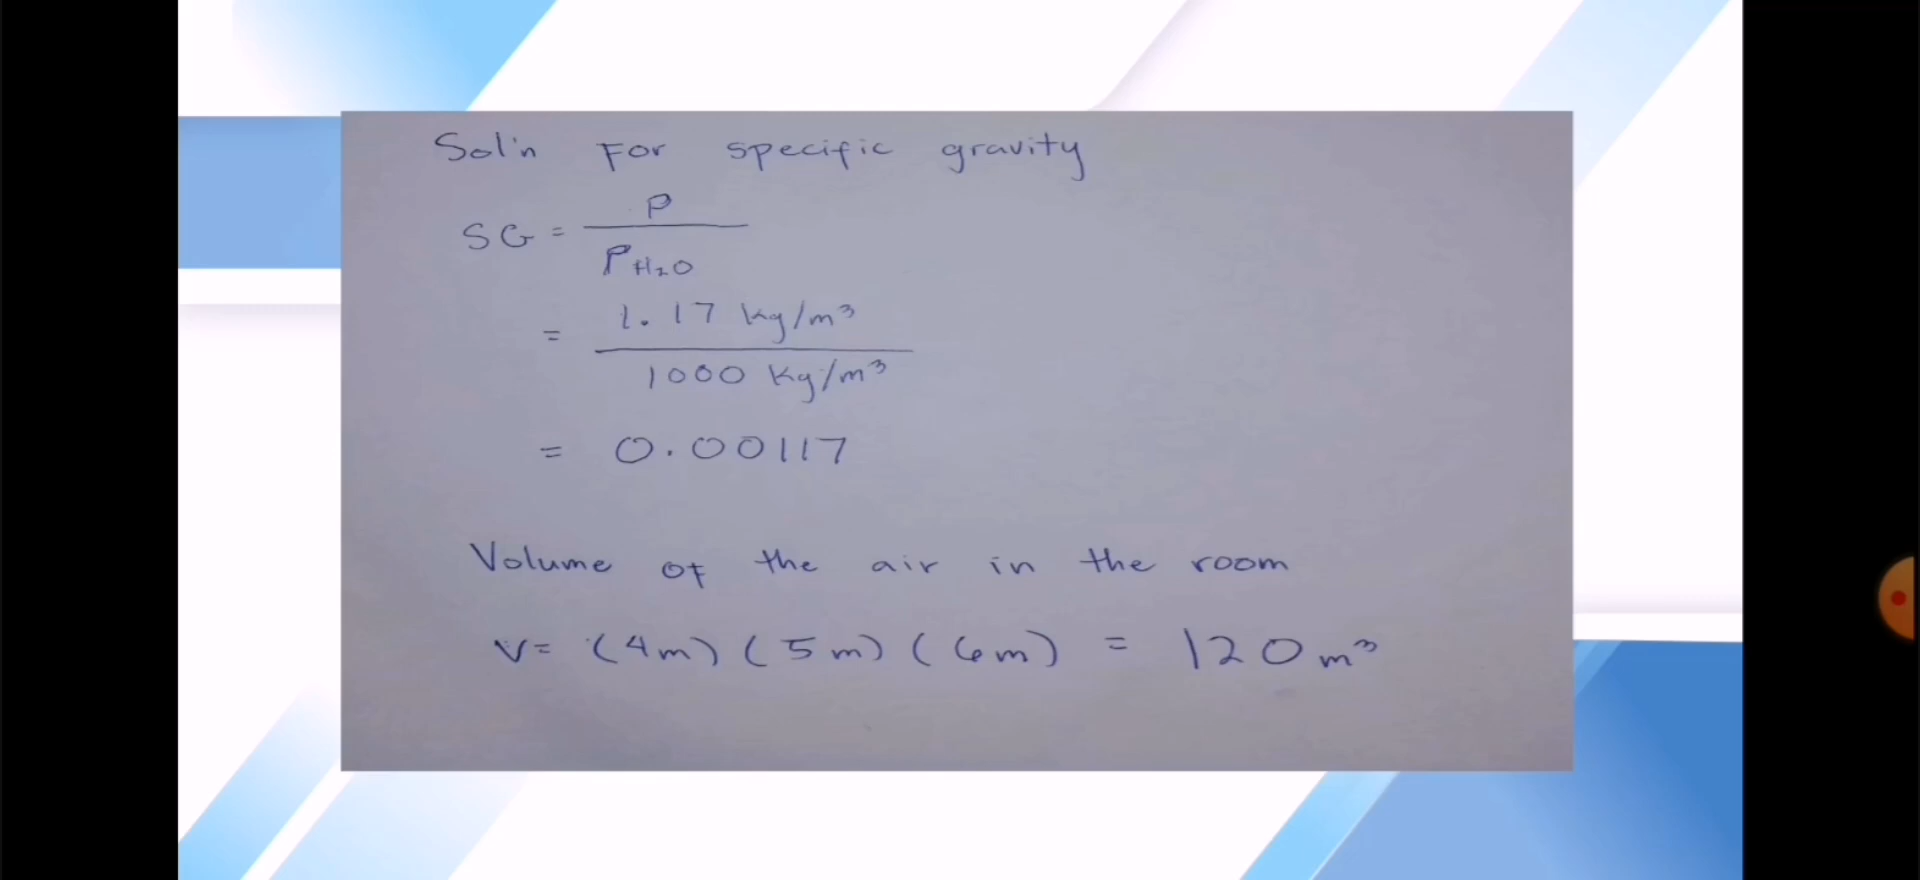 Sol'n For specific gravity
SG = P / P H₂O
= 1.17 kg/m³ / 1000 kg/m³
= 0.00117
Volume of the air in the room
V = (4m) (5m) (6m) = 120 m³